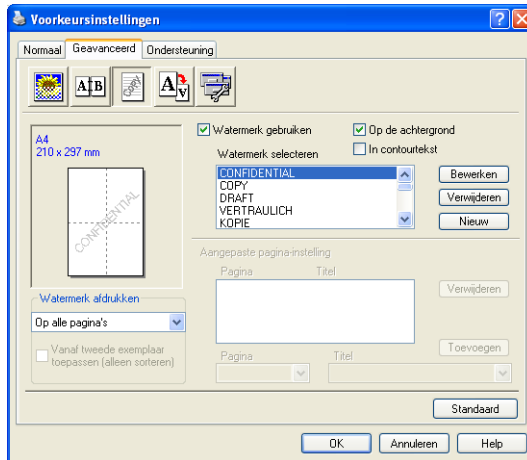 Voorkeursinstellingen
Normaal Geavanceerd Ondersteuning
A B COPY A A
Watermerk gebruiken Op de achtergrond
In contourtekst
A4
210 x 297 mm
CONFIDENTIAL
Watermerk selecteren
CONFIDENTIAL
COPY
DRAFT
VERTRAULICH
KOPIE
Bewerken
Verwijderen
Nieuw
Watermerk afdrukken
Op alle pagina's
Vanaf tweede exemplaar
toepassen (alleen sorteren)
Aangepaste pagina-instelling
Pagina Titel
Verwijderen
Toevoegen
Pagina Titel
Standaard
OK Annuleren Help